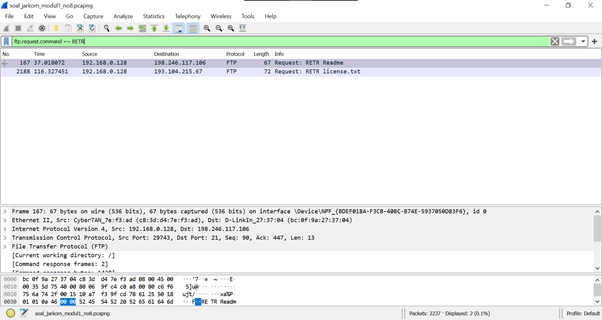 soal_jarkom_modul1_no8.pcapng
File Edit View Go Capture Analyze Statistics Telephony Wireless Tools Help
ftp.request.command == RETR
No. Time Source Destination Protocol Length Info
167 37.018072 192.168.0.128 198.246.117.106 FTP 67 Request: RETR Readme
2188 116.327451 192.168.0.128 193.104.215.67 FTP 72 Request: RETR license.txt
Frame 167: 67 bytes on wire (536 bits), 67 bytes captured (536 bits) on interface \Device\NPF_{BDEF018A-F3C8-40BC-B74E-5937050D83F6}, id 0
Ethernet II, Src: CyberTAN_7e:f3:ad (c8:3d:d4:7e:f3:ad), Dst: D-LinkIn_27:37:04 (bc:0f:9a:27:37:04)
Internet Protocol Version 4, Src: 192.168.0.128, Dst: 198.246.117.106
Transmission Control Protocol, Src Port: 29743, Dst Port: 21, Seq: 90, Ack: 447, Len: 13
File Transfer Protocol (FTP)
[Current working directory: /]
[Command response frames: 2]
0000 bc 0f 9a 27 37 04 c8 3d d4 7e f3 ad 08 00 45 00
0010 00 35 5d 75 40 00 80 06 9f c4 c0 a8 00 80 c6 f6
0020 75 6a 74 2f 00 15 10 a7 f3 9f cd 78 61 25 50 18
0030 01 01 0a 46 00 00 52 45 54 52 20 52 65 61 64 6d
soal_jarkom_modul1_no8.pcapng Packets: 2237 · Displayed: 2 (0.1%) Profile: Default